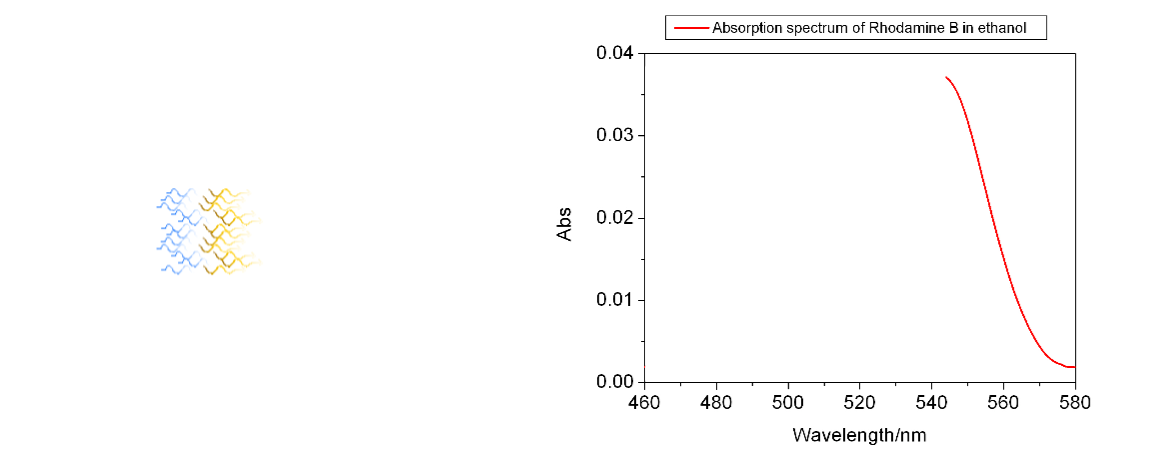 Absorption spectrum of Rhodamine B in ethanol
0.04
0.03
0.02
0.01
0.00
Abs
460 480 500 520 540 560 580
Wavelength/nm